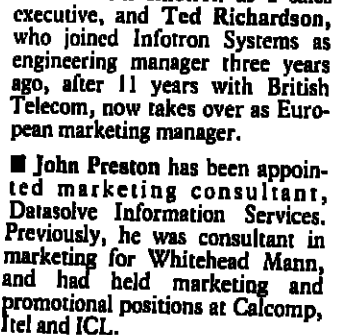 executive, and Ted Richardson,
who joined Infotron Systems as
engineering manager three years
ago, after 11 years with British
Telecom, now takes over as Euro-
pean marketing manager.
■ John Preston has been appoin-
ted marketing consultant,
Datasolve Information Services.
Previously, he was consultant in
marketing for Whitehead Mann,
and had held marketing and
promotional positions at Calcomp,
Itel and ICL.